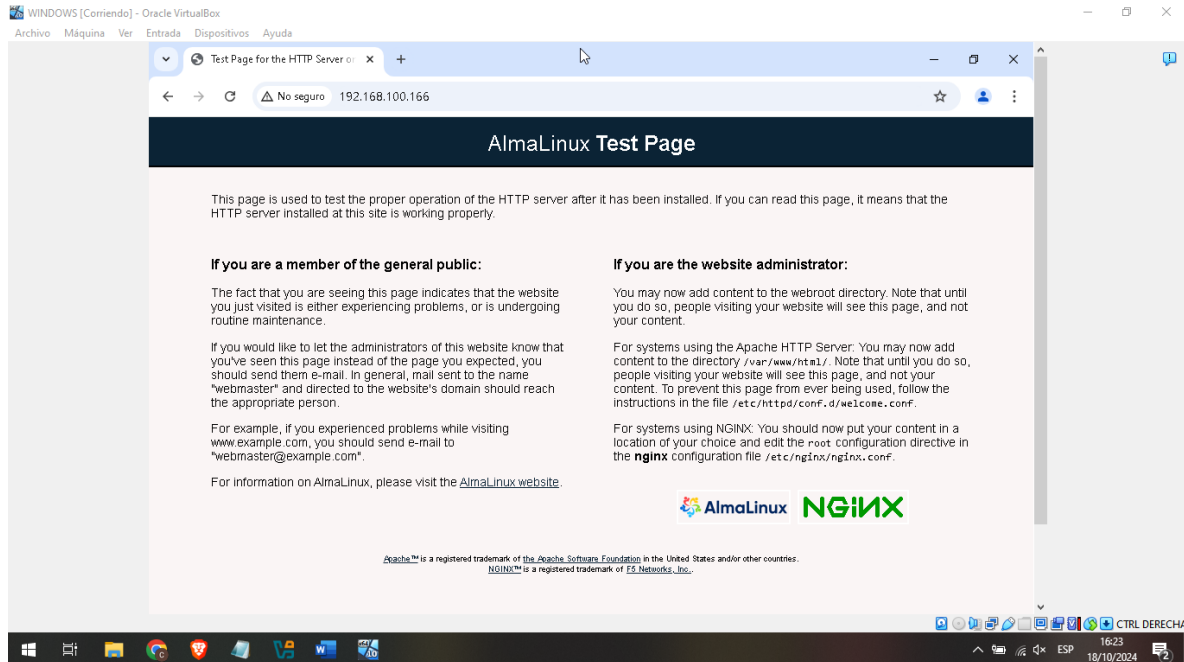 WINDOWS [Corriendo] - Oracle VirtualBox
Archivo Máquina Ver Entrada Dispositivos Ayuda
Test Page for the HTTP Server or
No seguro 192.168.100.166
AlmaLinux Test Page
This page is used to test the proper operation of the HTTP server after it has been installed. If you can read this page, it means that the
HTTP server installed at this site is working properly.
If you are a member of the general public:
The fact that you are seeing this page indicates that the website
you just visited is either experiencing problems, or is undergoing
routine maintenance.
If you would like to let the administrators of this website know that
you've seen this page instead of the page you expected, you
should send them e-mail. In general, mail sent to the name
"webmaster" and directed to the website's domain should reach
the appropriate person.
For example, if you experienced problems while visiting
www.example.com, you should send e-mail to
"webmaster@example.com".
For information on AlmaLinux, please visit the AlmaLinux website.
If you are the website administrator:
You may now add content to the webroot directory. Note that until
you do so, people visiting your website will see this page, and not
your content.
For systems using the Apache HTTP Server: You may now add
content to the directory /var/www/html/. Note that until you do so,
people visiting your website will see this page, and not your
content. To prevent this page from ever being used, follow the
instructions in the file /etc/httpd/conf.d/welcome.conf.
For systems using NGINX: You should now put your content in a
location of your choice and edit the root configuration directive in
the nginx configuration file /etc/nginx/nginx.conf.
AlmaLinux NGINX
Apache™ is a registered trademark of the Apache Software Foundation in the United States and/or other countries.
NGINX™ is a registered trademark of F5 Networks, Inc..
CTRL DERECHA
ESP
16:23
18/10/2024
2